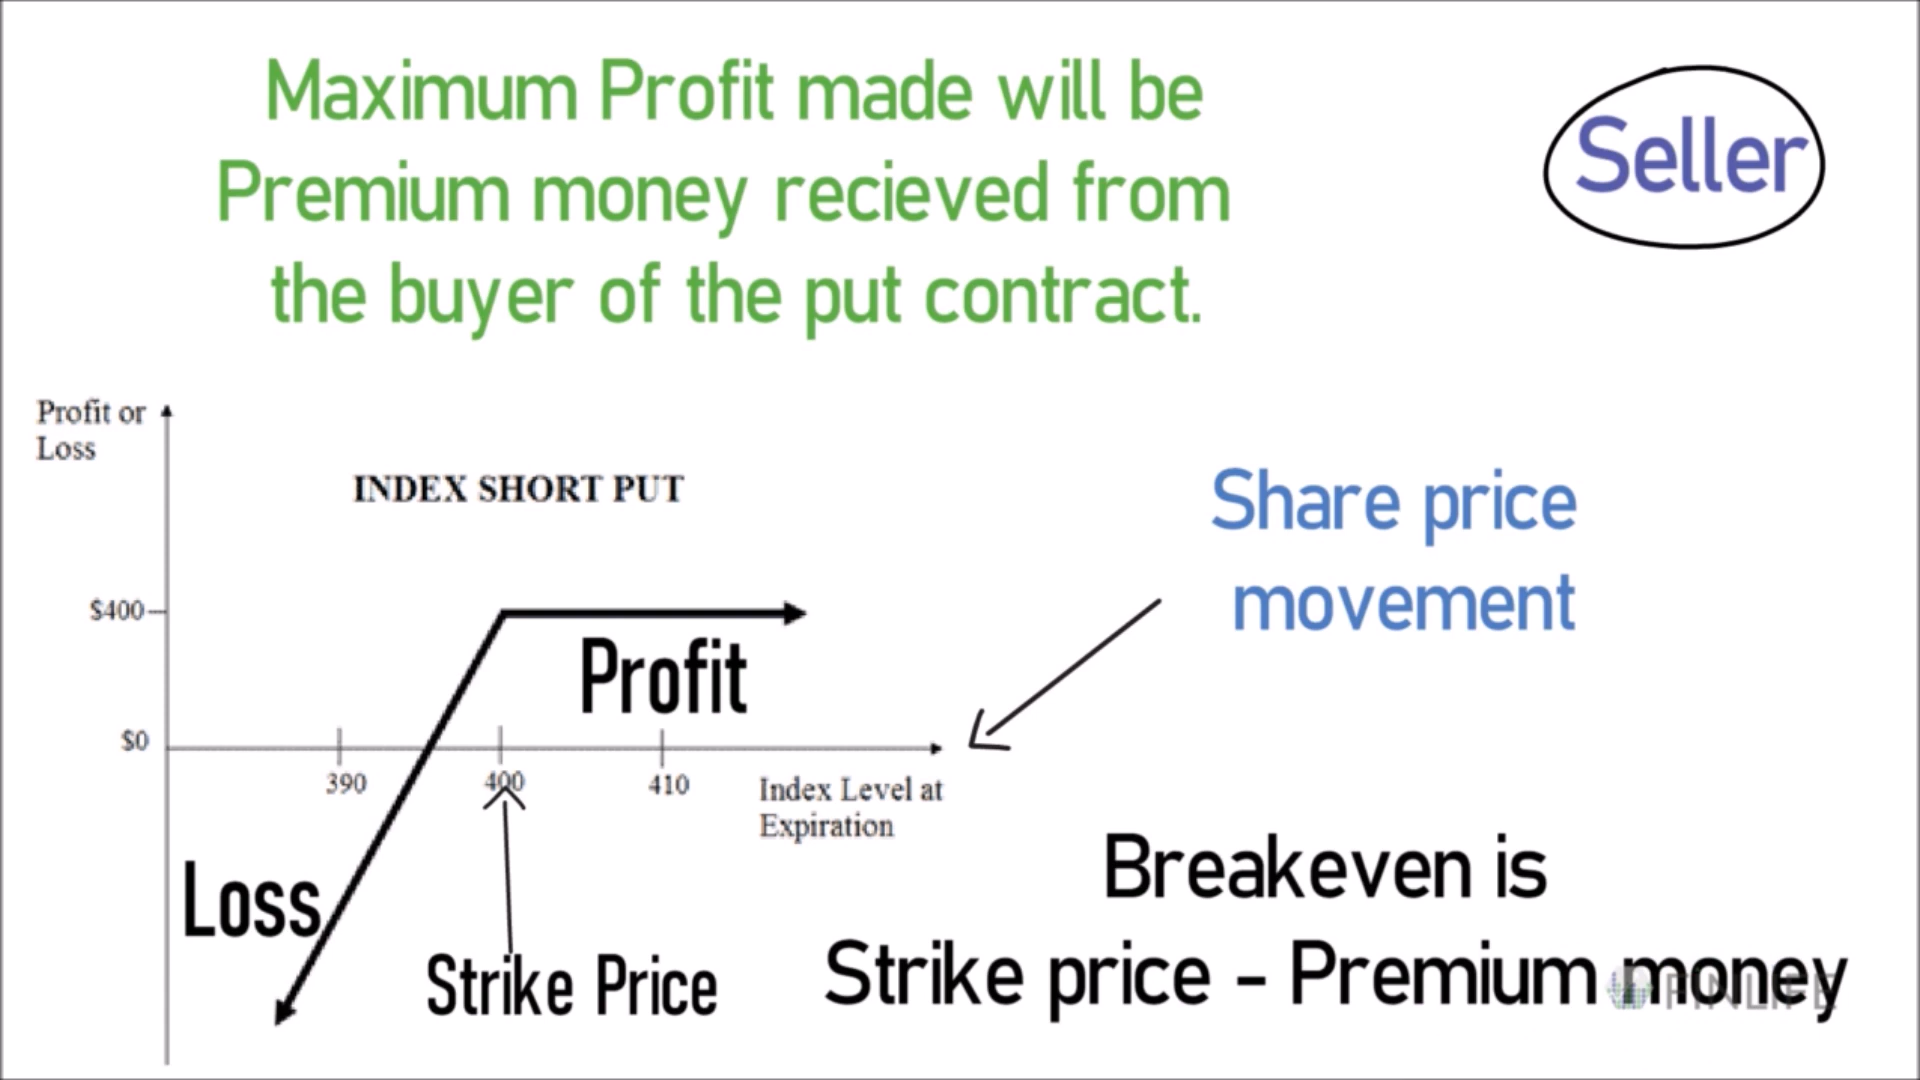 Maximum Profit made will be
Premium money recieved from
the buyer of the put contract.
Seller
Profit or
Loss
INDEX SHORT PUT
$400
Profit
$0
390
400
410
Index Level at
Expiration
Share price
movement
Loss
Strike Price
Breakeven is
Strike price - Premium money
FINLIFE